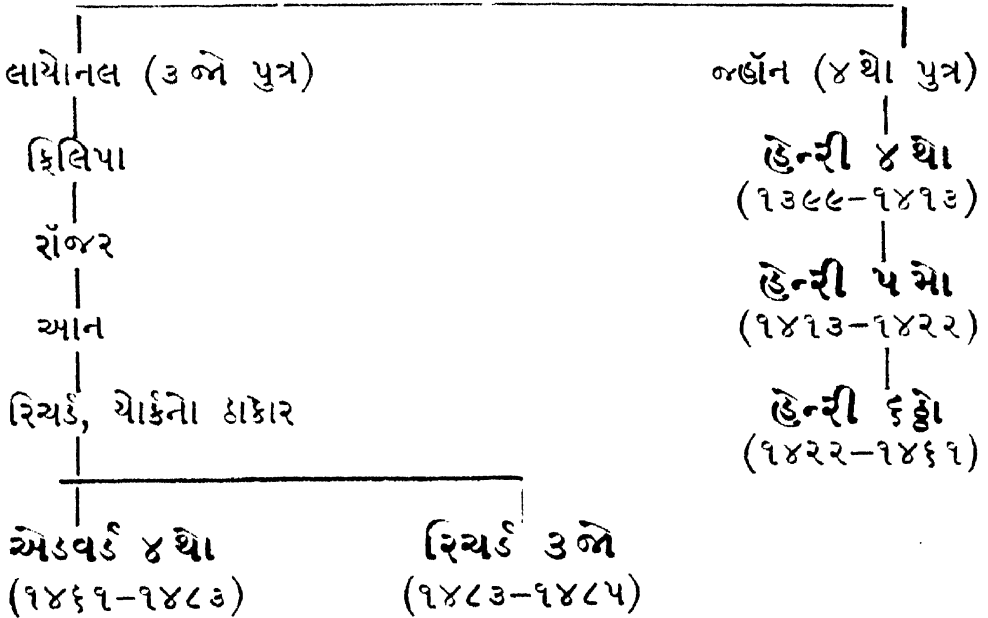 લાયોનલ (૩ જો પુત્ર) જ્હૉન (૪ થો પુત્ર)
ફિલિપા હેન્રી ૪ થો
(૧૩૯૯–૧૪૧૩)
રૉજર
હેન્રી ૫ મો
આન (૧૪૧૩–૧૪૨૨)
રિચર્ડ, યોર્કનો ઠાકોર હેન્રી ૬ઠ્ઠો
(૧૪૨૨–૧૪૬૧)
એડવર્ડ ૪ થો રિચર્ડ ૩ જો
(૧૪૬૧–૧૪૮૩) (૧૪૮૩–૧૪૮૫)